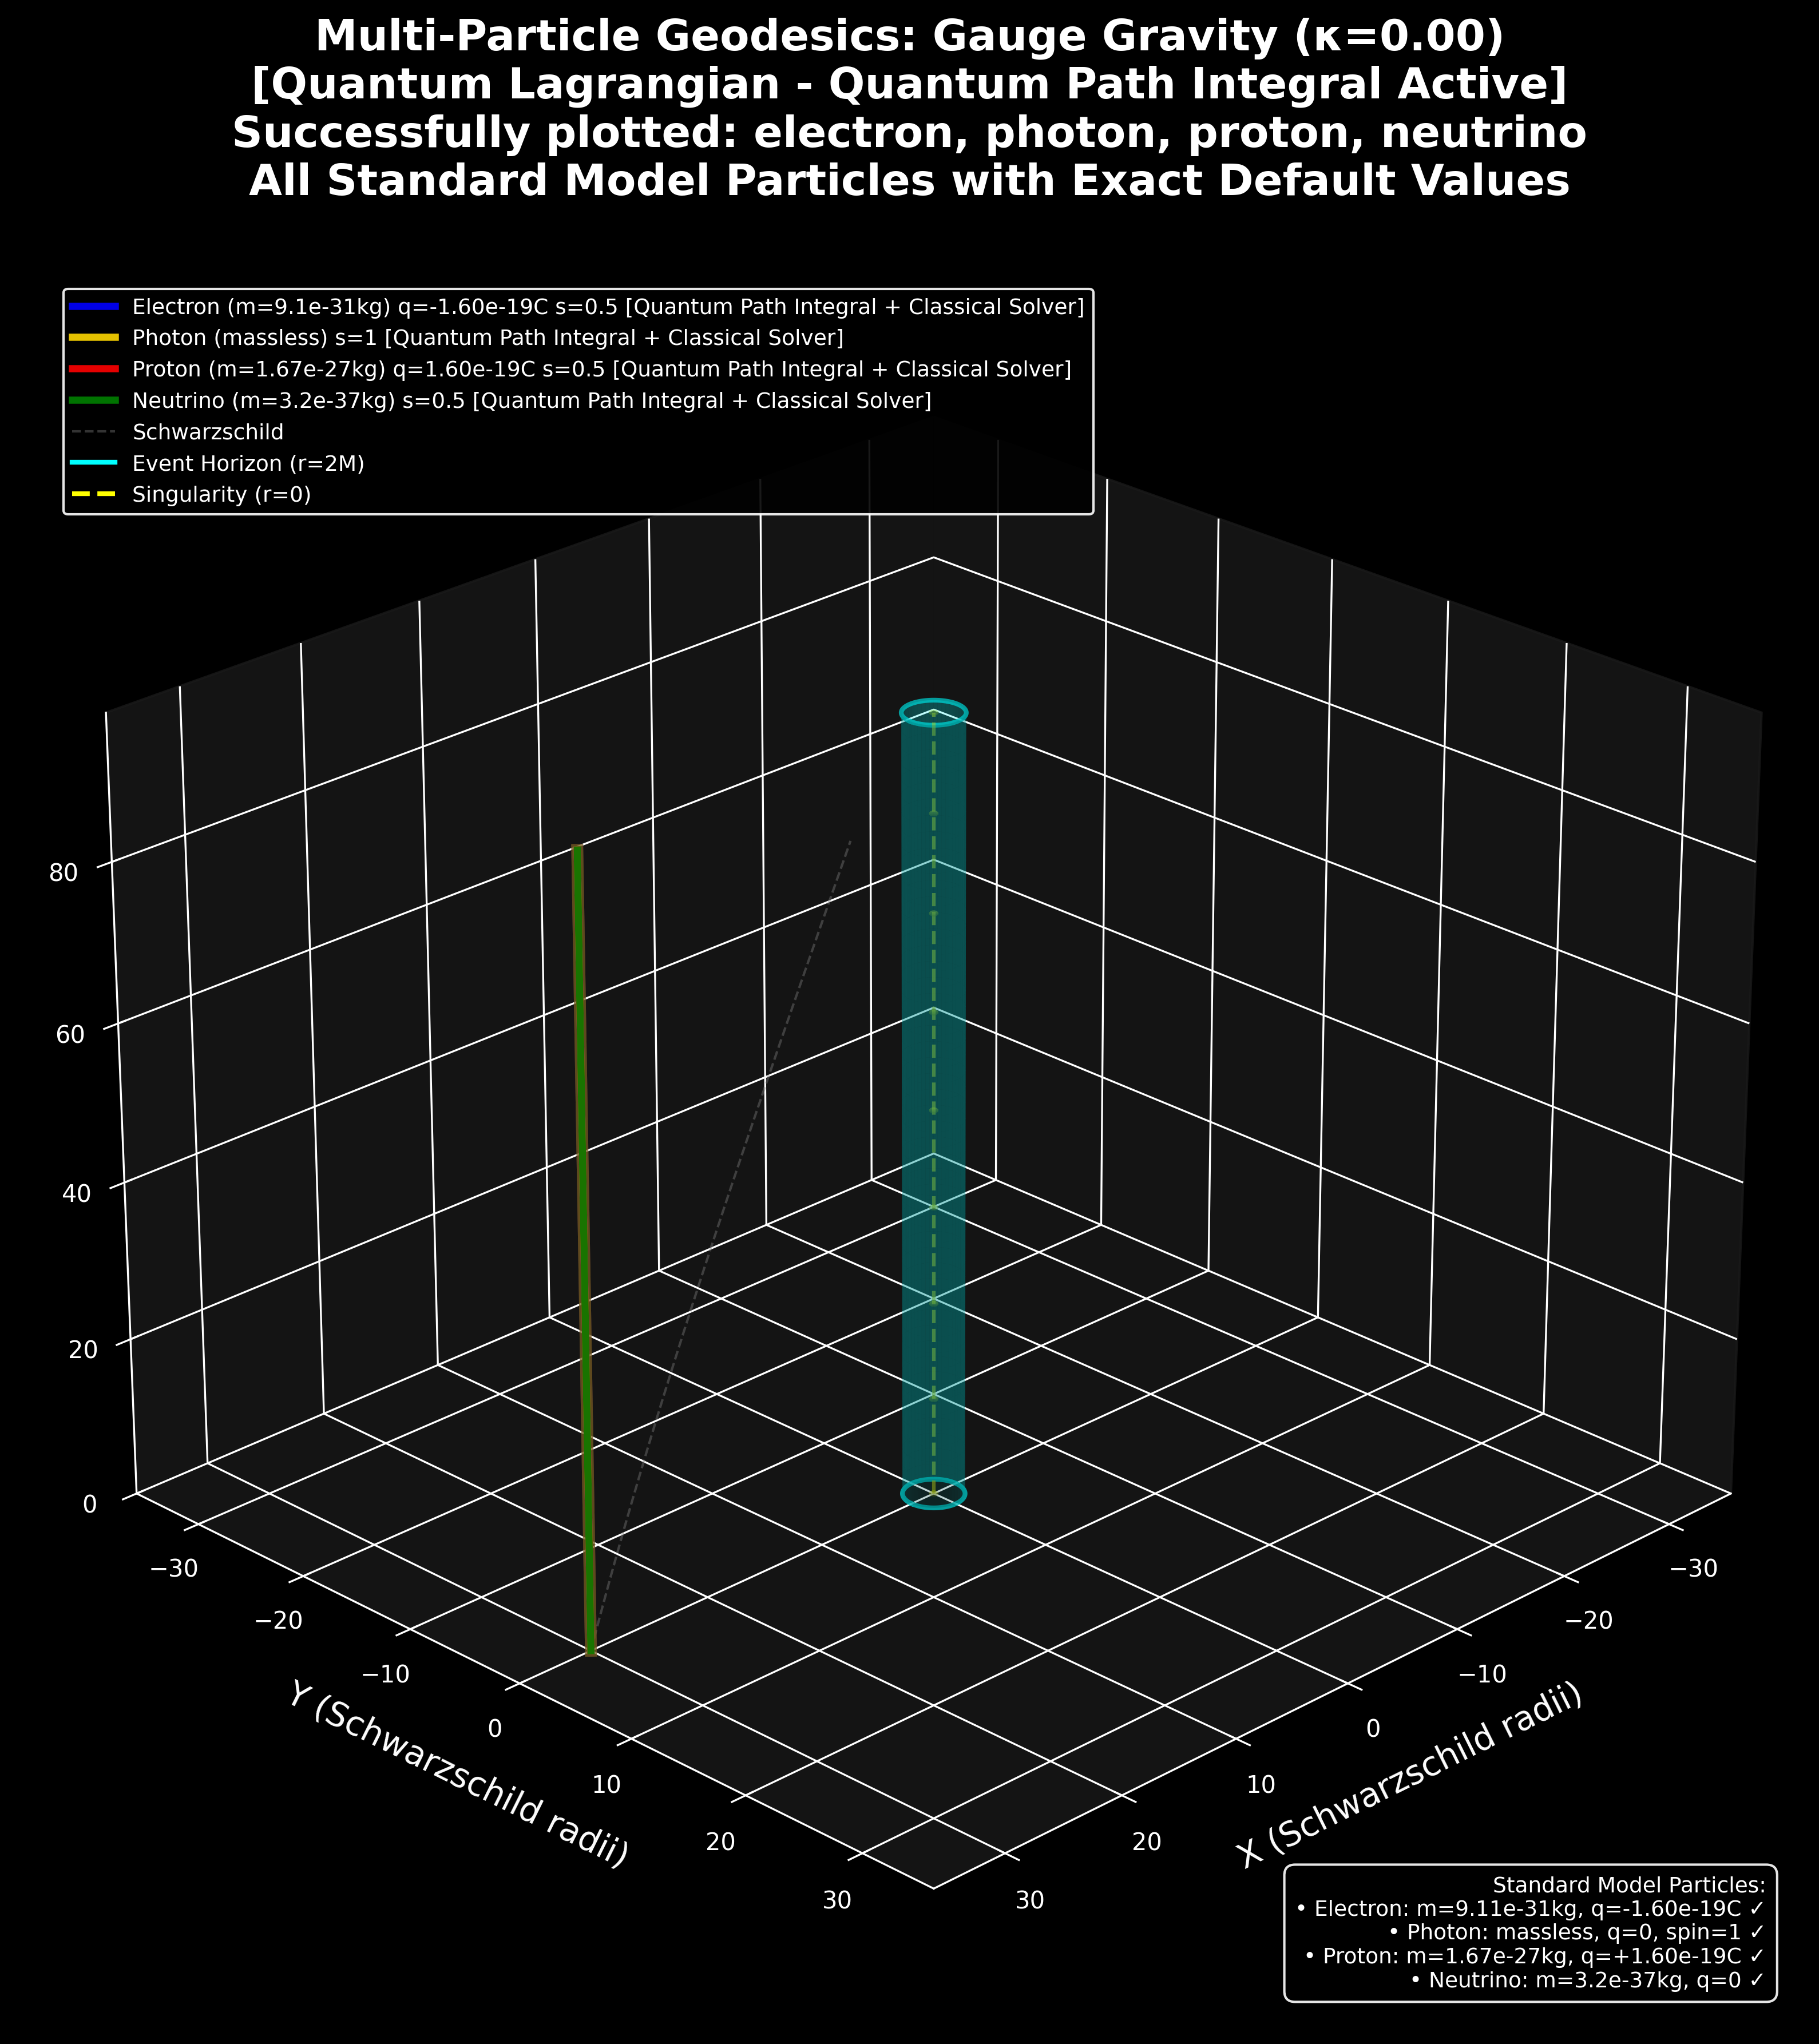 Multi-Particle Geodesics: Gauge Gravity (κ=0.00)
[Quantum Lagrangian - Quantum Path Integral Active]
Successfully plotted: electron, photon, proton, neutrino
All Standard Model Particles with Exact Default Values
Electron (m=9.1e-31kg) q=-1.60e-19C s=0.5 [Quantum Path Integral + Classical Solver]
Photon (massless) s=1 [Quantum Path Integral + Classical Solver]
Proton (m=1.67e-27kg) q=1.60e-19C s=0.5 [Quantum Path Integral + Classical Solver]
Neutrino (m=3.2e-37kg) s=0.5 [Quantum Path Integral + Classical Solver]
Schwarzschild
Event Horizon (r=2M)
Singularity (r=0)
80
60
40
20
0
−30
−20
−10
0
10
20
30
Y (Schwarzschild radii)
−30
−20
−10
0
10
20
30
X (Schwarzschild radii)
Standard Model Particles:
• Electron: m=9.11e-31kg, q=-1.60e-19C ✓
• Photon: massless, q=0, spin=1 ✓
• Proton: m=1.67e-27kg, q=+1.60e-19C ✓
• Neutrino: m=3.2e-37kg, q=0 ✓